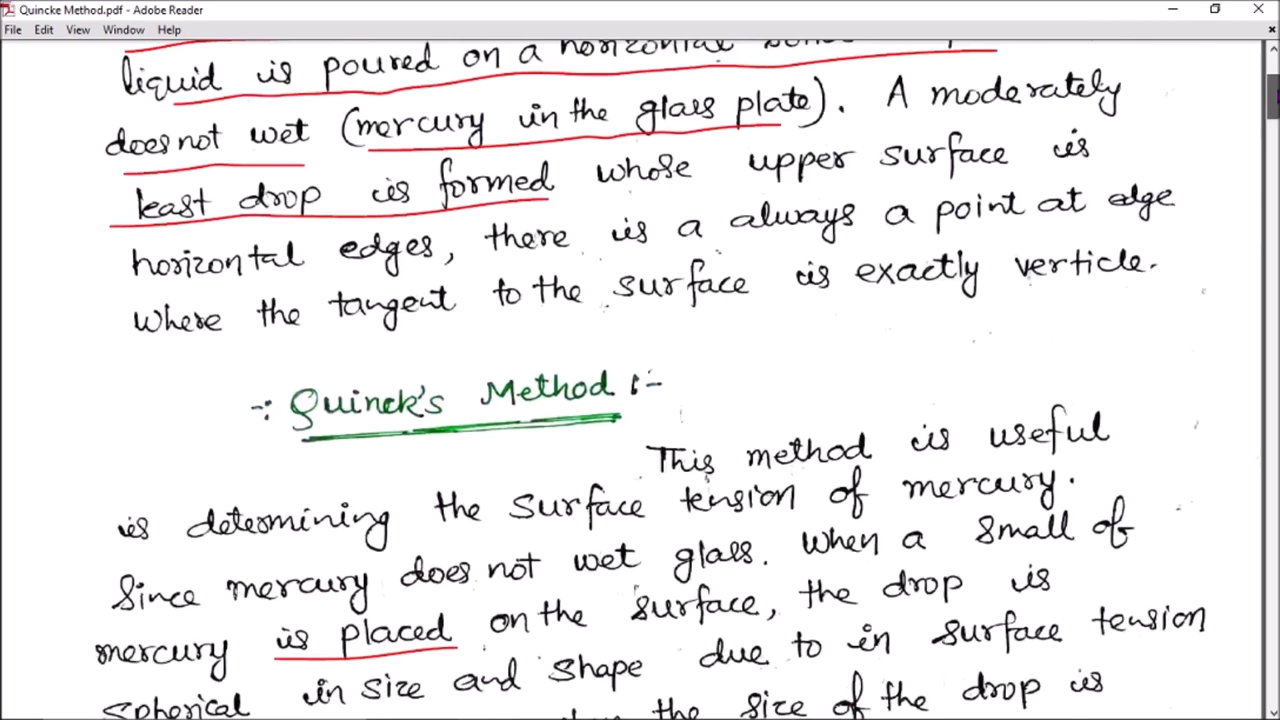 Quincke Method.pdf - Adobe Reader
File Edit View Window Help
liquid is poured on a horizontal
does not wet (mercury in the glass plate). A moderately
least drop is formed whose upper surface is
horizontal edges, there is a always a point at edge
where the tangent to the surface is exactly verticle.
-: Quinck's Method :-
This method is useful
is determining the surface tension of mercury.
Since mercury does not wet glass. When a small of
mercury is placed on the surface, the drop is
spherical in size and shape due to in surface tension
the size of the drop is